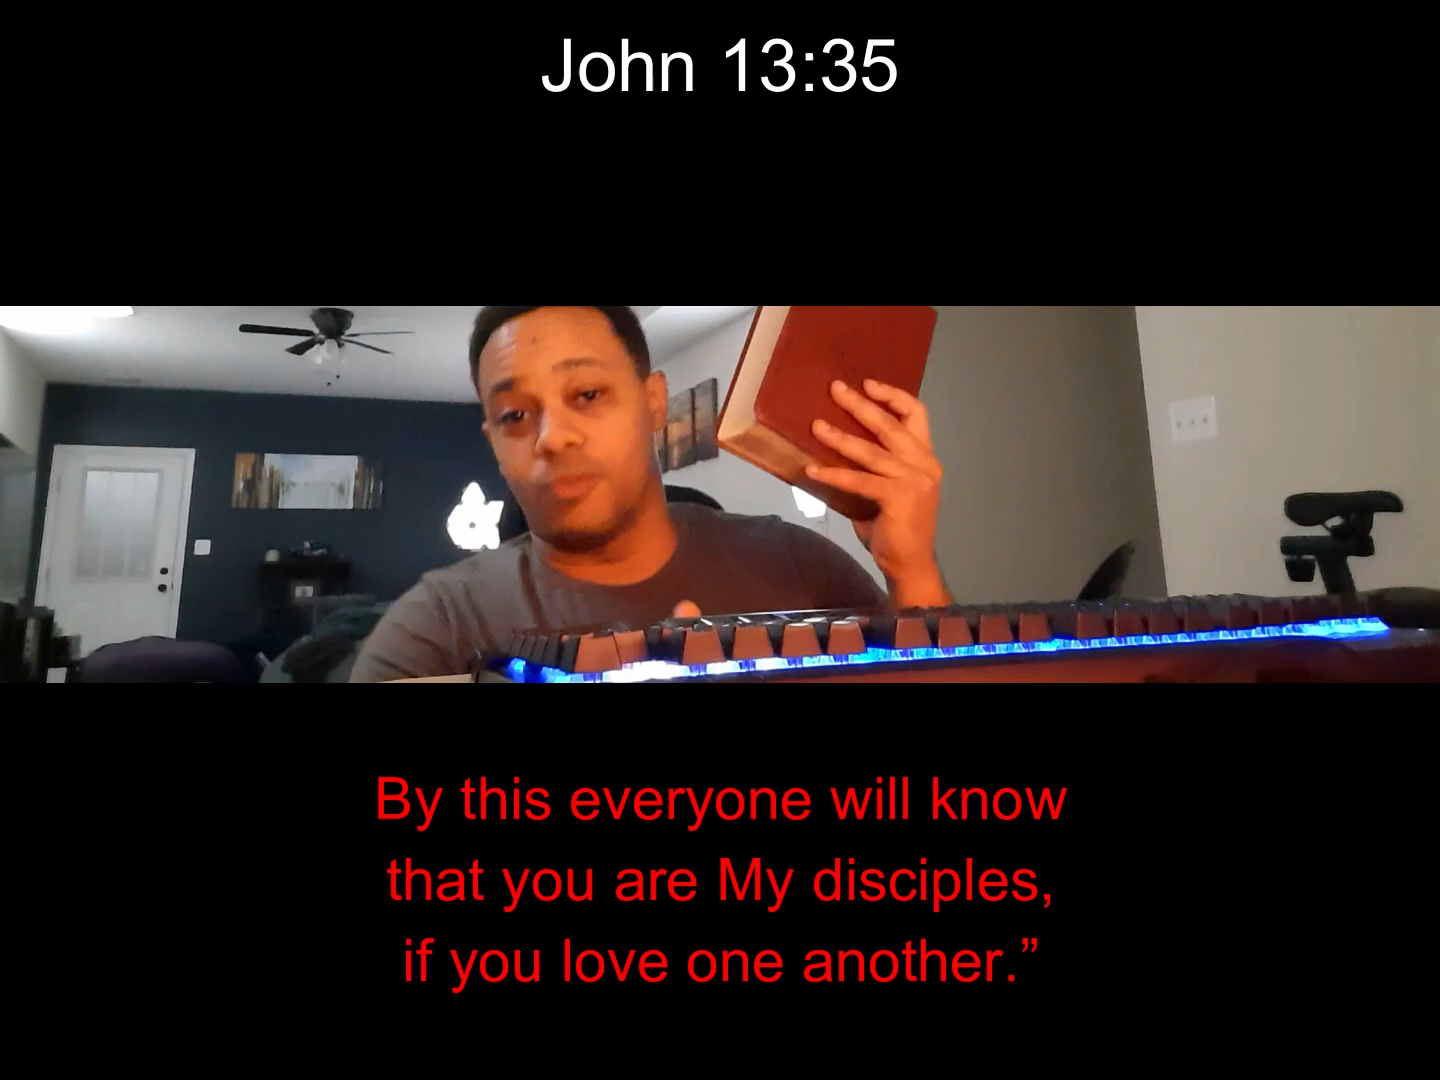 John 13:35
By this everyone will know
that you are My disciples,
if you love one another.”